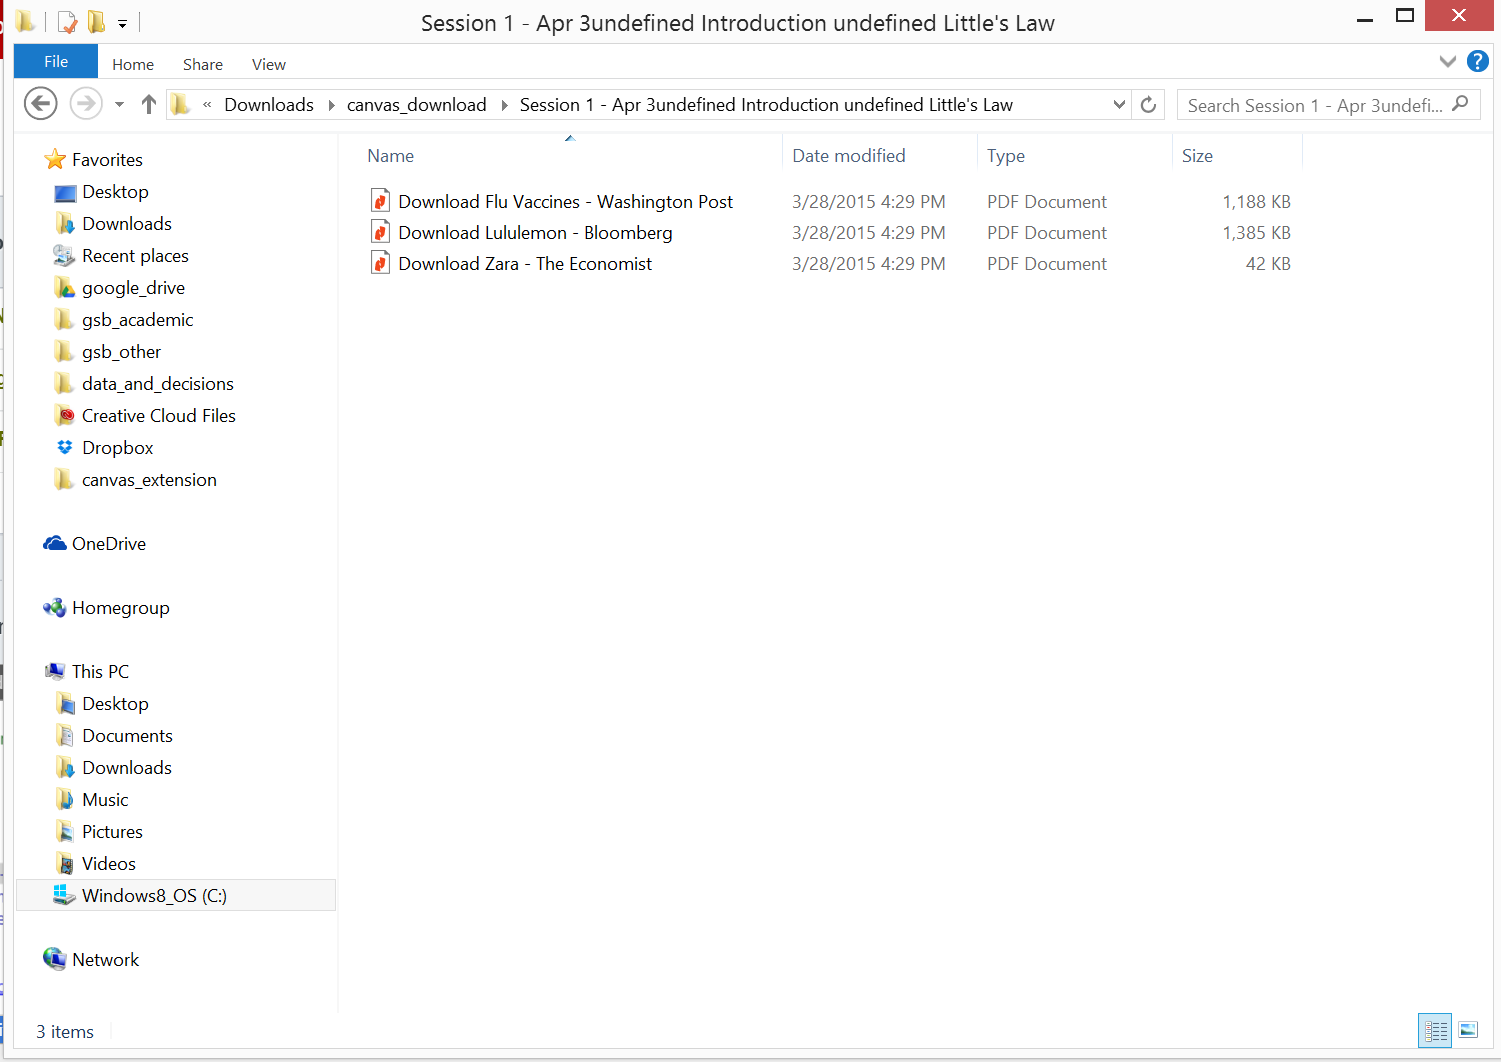 Session 1 - Apr 3undefined Introduction undefined Little's Law
File Home Share View
?
« Downloads canvas_download Session 1 - Apr 3undefined Introduction undefined Little's Law
Search Session 1 - Apr 3undefi...
Name Date modified Type Size
Download Flu Vaccines - Washington Post 3/28/2015 4:29 PM PDF Document 1,188 KB
Download Lululemon - Bloomberg 3/28/2015 4:29 PM PDF Document 1,385 KB
Download Zara - The Economist 3/28/2015 4:29 PM PDF Document 42 KB
Favorites
Desktop
Downloads
Recent places
google_drive
gsb_academic
gsb_other
data_and_decisions
Creative Cloud Files
Dropbox
canvas_extension
OneDrive
Homegroup
This PC
Desktop
Documents
Downloads
Music
Pictures
Videos
Windows8_OS (C:)
Network
3 items